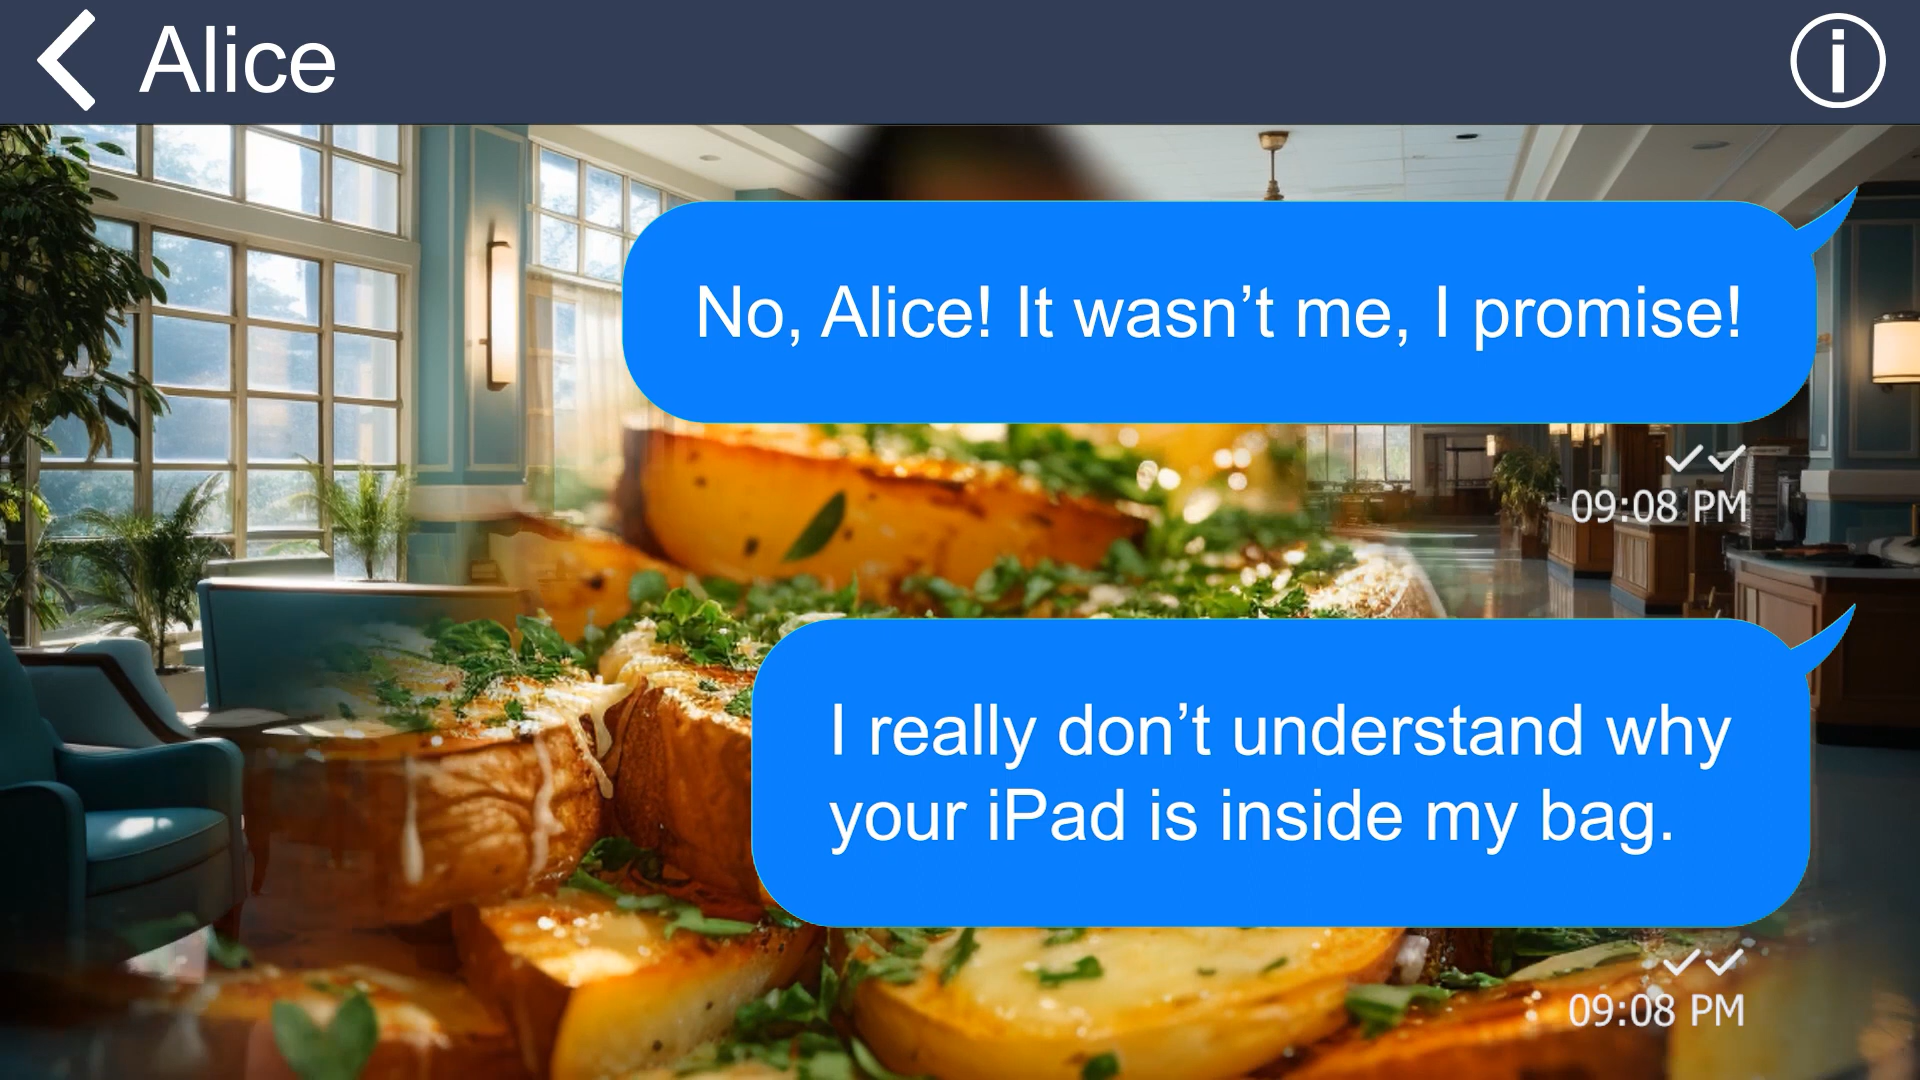 Alice
No, Alice! It wasn’t me, I promise!
09:08 PM
I really don’t understand why
your iPad is inside my bag.
09:08 PM